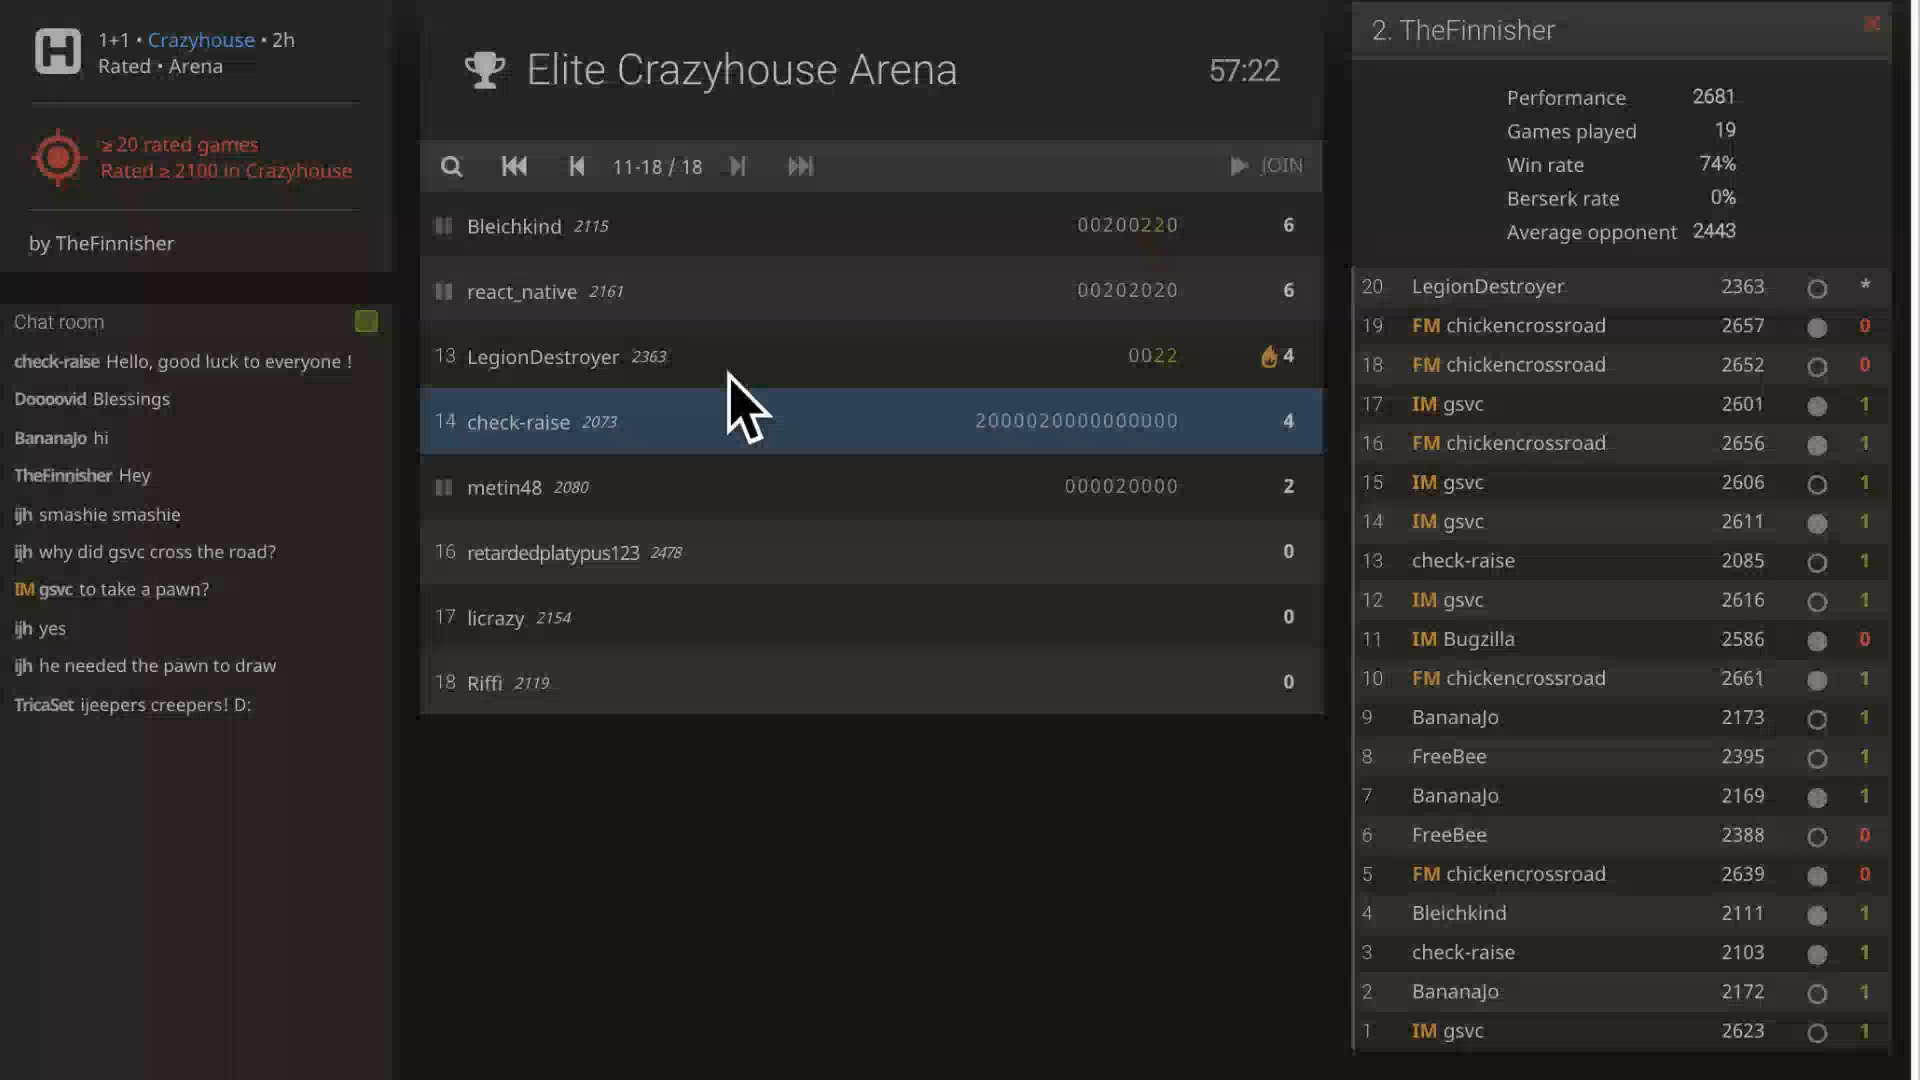 1+1 • Crazyhouse • 2h
Rated • Arena
≥ 20 rated games
Rated ≥ 2100 in Crazyhouse
by TheFinnisher
Chat room
check-raise Hello, good luck to everyone !
Doooovid Blessings
BananaJo hi
TheFinnisher Hey
ijh smashie smashie
ijh why did gsvc cross the road?
IM gsvc to take a pawn?
ijh yes
ijh he needed the pawn to draw
TricaSet ijeepers creepers! D:
Elite Crazyhouse Arena 57:22
11-18 / 18 JOIN
Bleichkind 2115 00200220 6
react_native 2161 00202020 6
13 LegionDestroyer 2363 0022 4
14 check-raise 2073 2000020000000000 4
metin48 2080 000020000 2
16 retardedplatypus123 2478 0
17 licrazy 2154 0
18 Riffi 2119 0
2. TheFinnisher
Performance 2681
Games played 19
Win rate 74%
Berserk rate 0%
Average opponent 2443
20 LegionDestroyer 2363 *
19 FM chickencrossroad 2657 0
18 FM chickencrossroad 2652 0
17 IM gsvc 2601 1
16 FM chickencrossroad 2656 1
15 IM gsvc 2606 1
14 IM gsvc 2611 1
13 check-raise 2085 1
12 IM gsvc 2616 1
11 IM Bugzilla 2586 0
10 FM chickencrossroad 2661 1
9 BananaJo 2173 1
8 FreeBee 2395 1
7 BananaJo 2169 1
6 FreeBee 2388 0
5 FM chickencrossroad 2639 0
4 Bleichkind 2111 1
3 check-raise 2103 1
2 BananaJo 2172 1
1 IM gsvc 2623 1